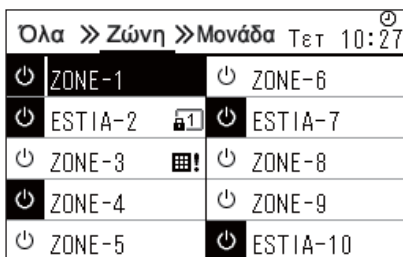 Όλα ≫ Ζώνη ≫ Μονάδα Τετ 10:27
ZONE-1 ZONE-6
ESTIA-2 1 ESTIA-7
ZONE-3 ! ZONE-8
ZONE-4 ZONE-9
ZONE-5 ESTIA-10